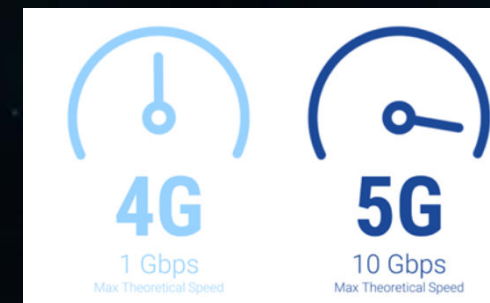 4G
1 Gbps
Max Theoretical Speed
5G
10 Gbps
Max Theoretical Speed